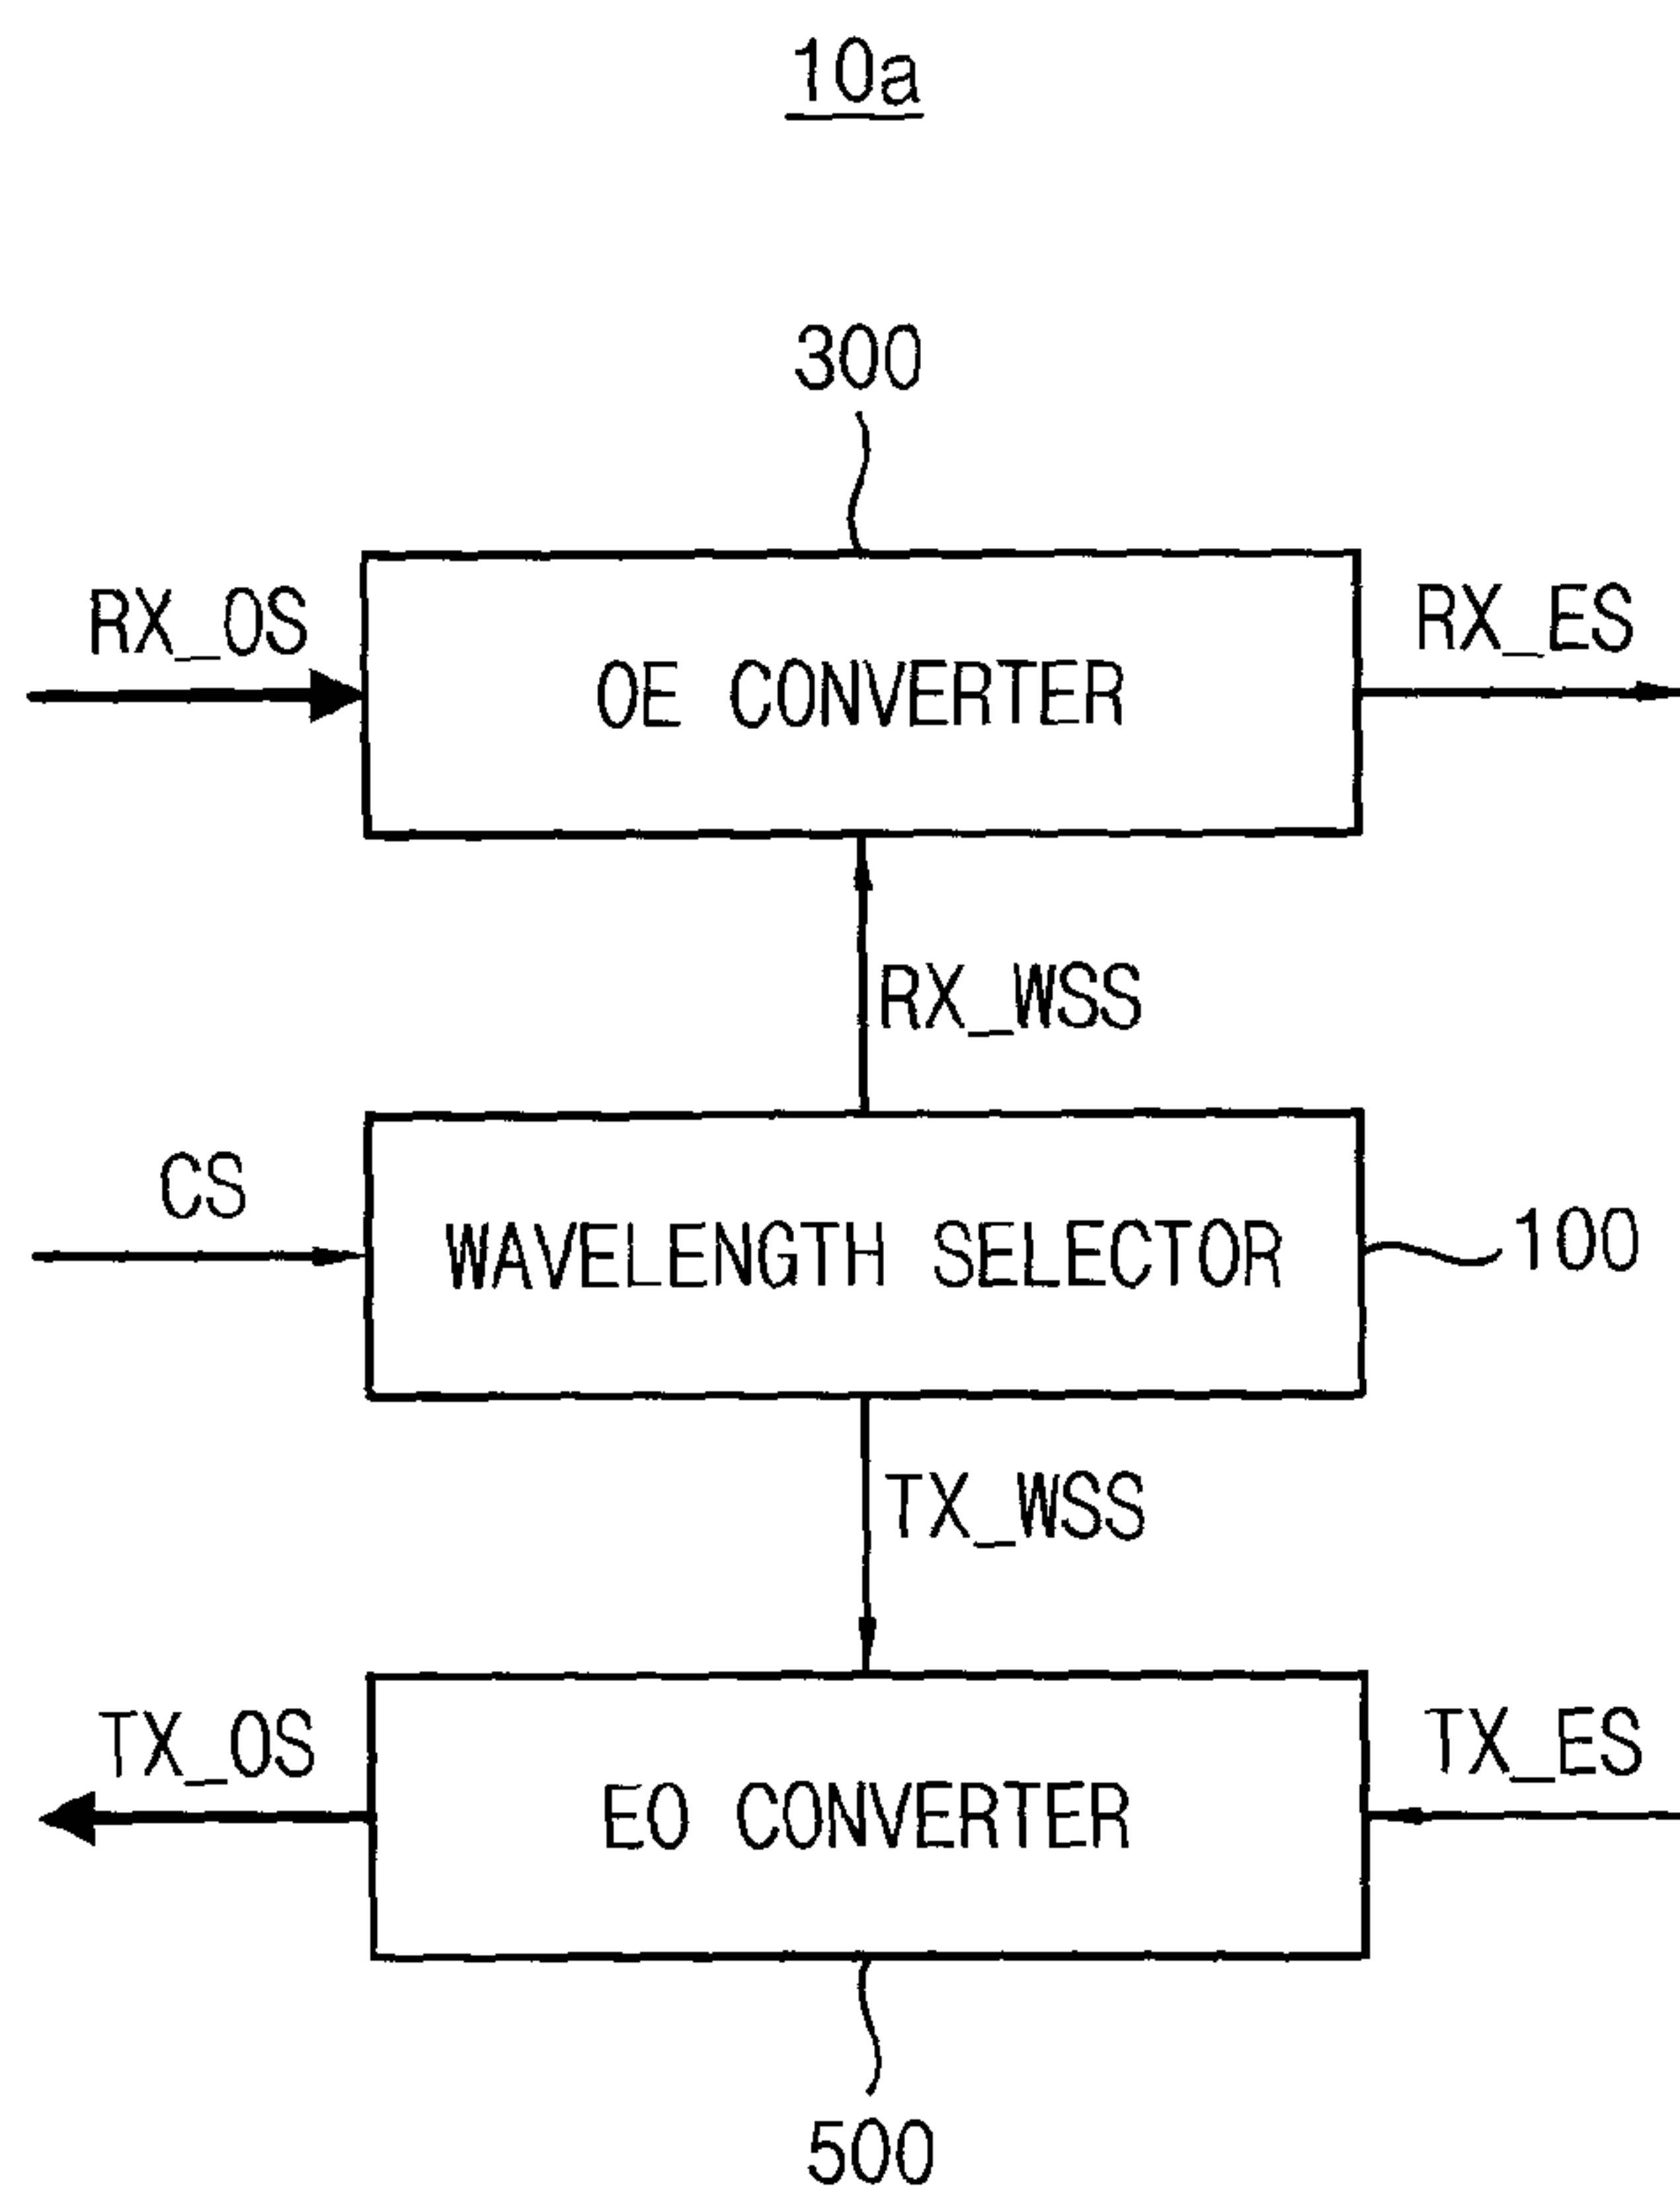 10a
300
RX_OS
RX_ES
OE CONVERTER
RX_WSS
CS
WAVELENGTH SELECTOR
100
TX_WSS
TX_OS
TX_ES
EO CONVERTER
500